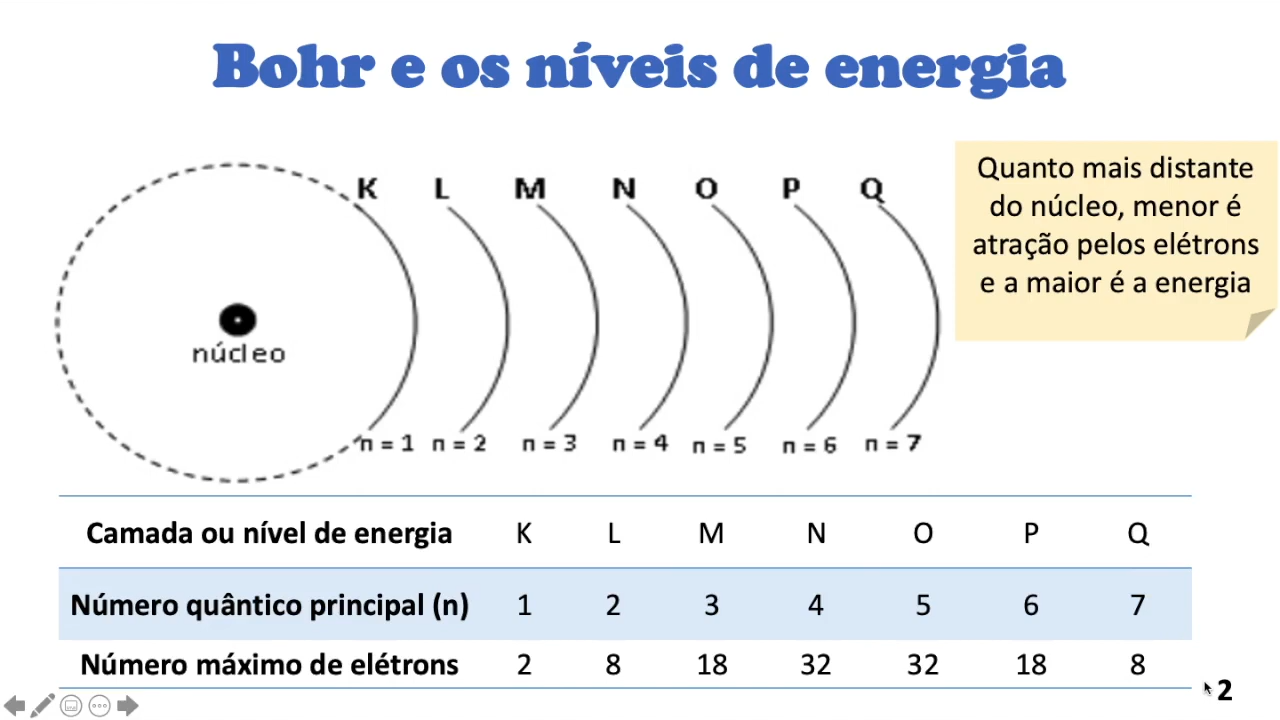 Bohr e os níveis de energia
K L M N O P Q
Quanto mais distante
do núcleo, menor é
atração pelos elétrons
e a maior é a energia
núcleo
n = 1 n = 2 n = 3 n = 4 n = 5 n = 6 n = 7
Camada ou nível de energia K L M N O P Q
Número quântico principal (n) 1 2 3 4 5 6 7
Número máximo de elétrons 2 8 18 32 32 18 8
2